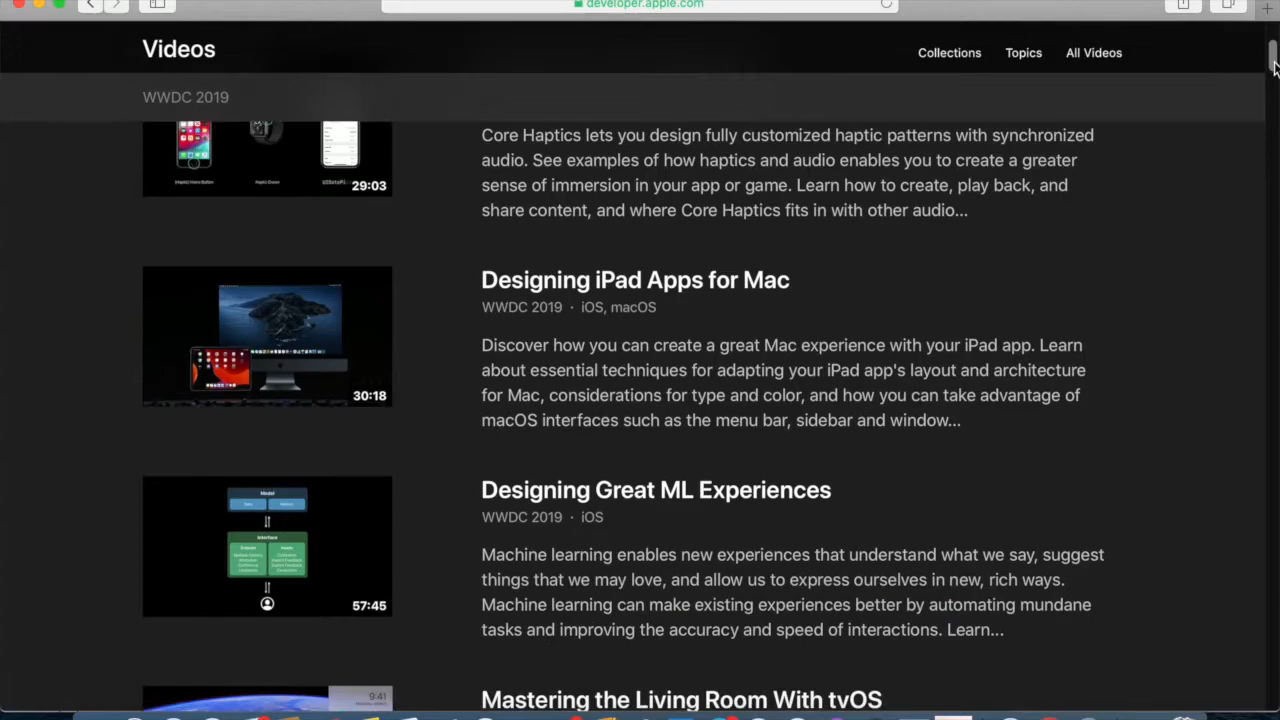 developer.apple.com
Videos
Collections
Topics
All Videos
WWDC 2019
29:03
Core Haptics lets you design fully customized haptic patterns with synchronized
audio. See examples of how haptics and audio enables you to create a greater
sense of immersion in your app or game. Learn how to create, play back, and
share content, and where Core Haptics fits in with other audio...
30:18
Designing iPad Apps for Mac
WWDC 2019 · iOS, macOS
Discover how you can create a great Mac experience with your iPad app. Learn
about essential techniques for adapting your iPad app's layout and architecture
for Mac, considerations for type and color, and how you can take advantage of
macOS interfaces such as the menu bar, sidebar and window...
Model
Interface
57:45
Designing Great ML Experiences
WWDC 2019 · iOS
Machine learning enables new experiences that understand what we say, suggest
things that we may love, and allow us to express ourselves in new, rich ways.
Machine learning can make existing experiences better by automating mundane
tasks and improving the accuracy and speed of interactions. Learn...
9:41
Mastering the Living Room With tvOS